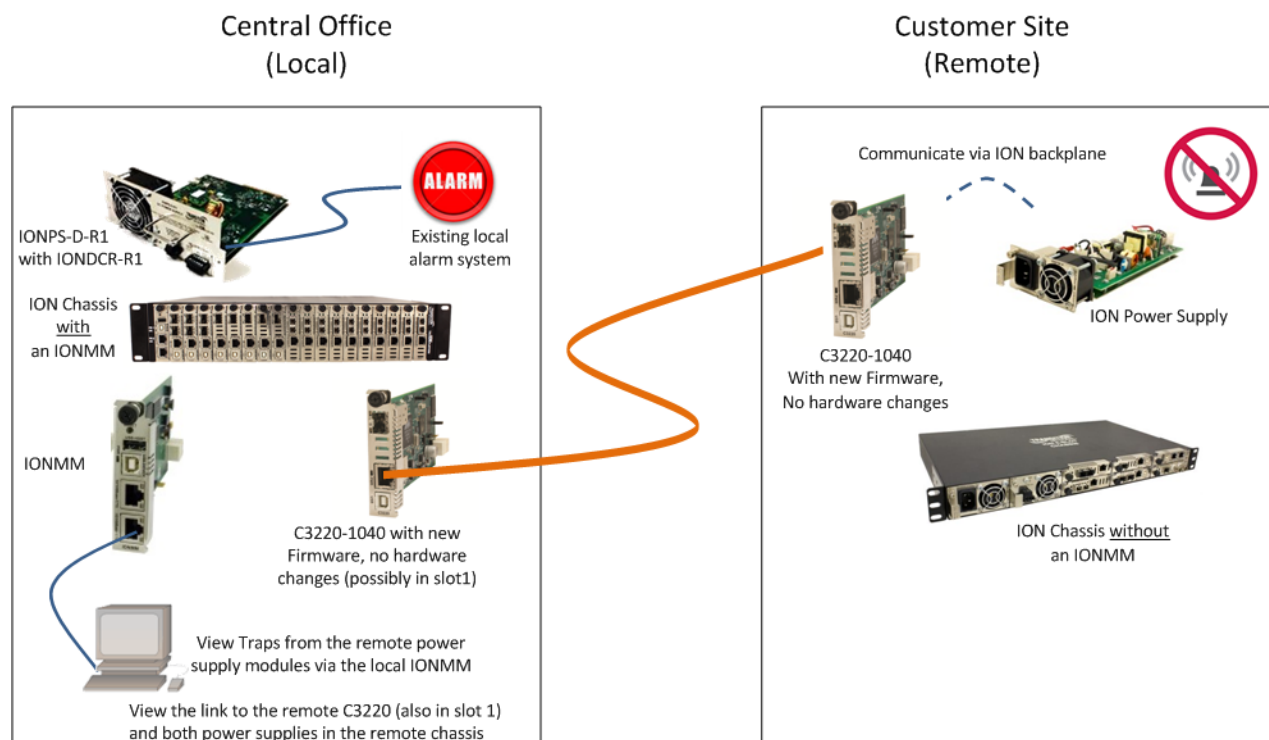 Central Office
(Local)
Customer Site
(Remote)
ALARM
IONPS-D-R1
with IONDCR-R1
Existing local
alarm system
ION Chassis
with
an IONMM
IONMM
C3220-1040 with new
Firmware, no hardware
changes (possibly in slot1)
View Traps from the remote power
supply modules via the local IONMM
View the link to the remote C3220 (also in slot 1)
and both power supplies in the remote chassis
Communicate via ION backplane
C3220-1040
With new Firmware,
No hardware changes
ION Power Supply
ION Chassis without
an IONMM